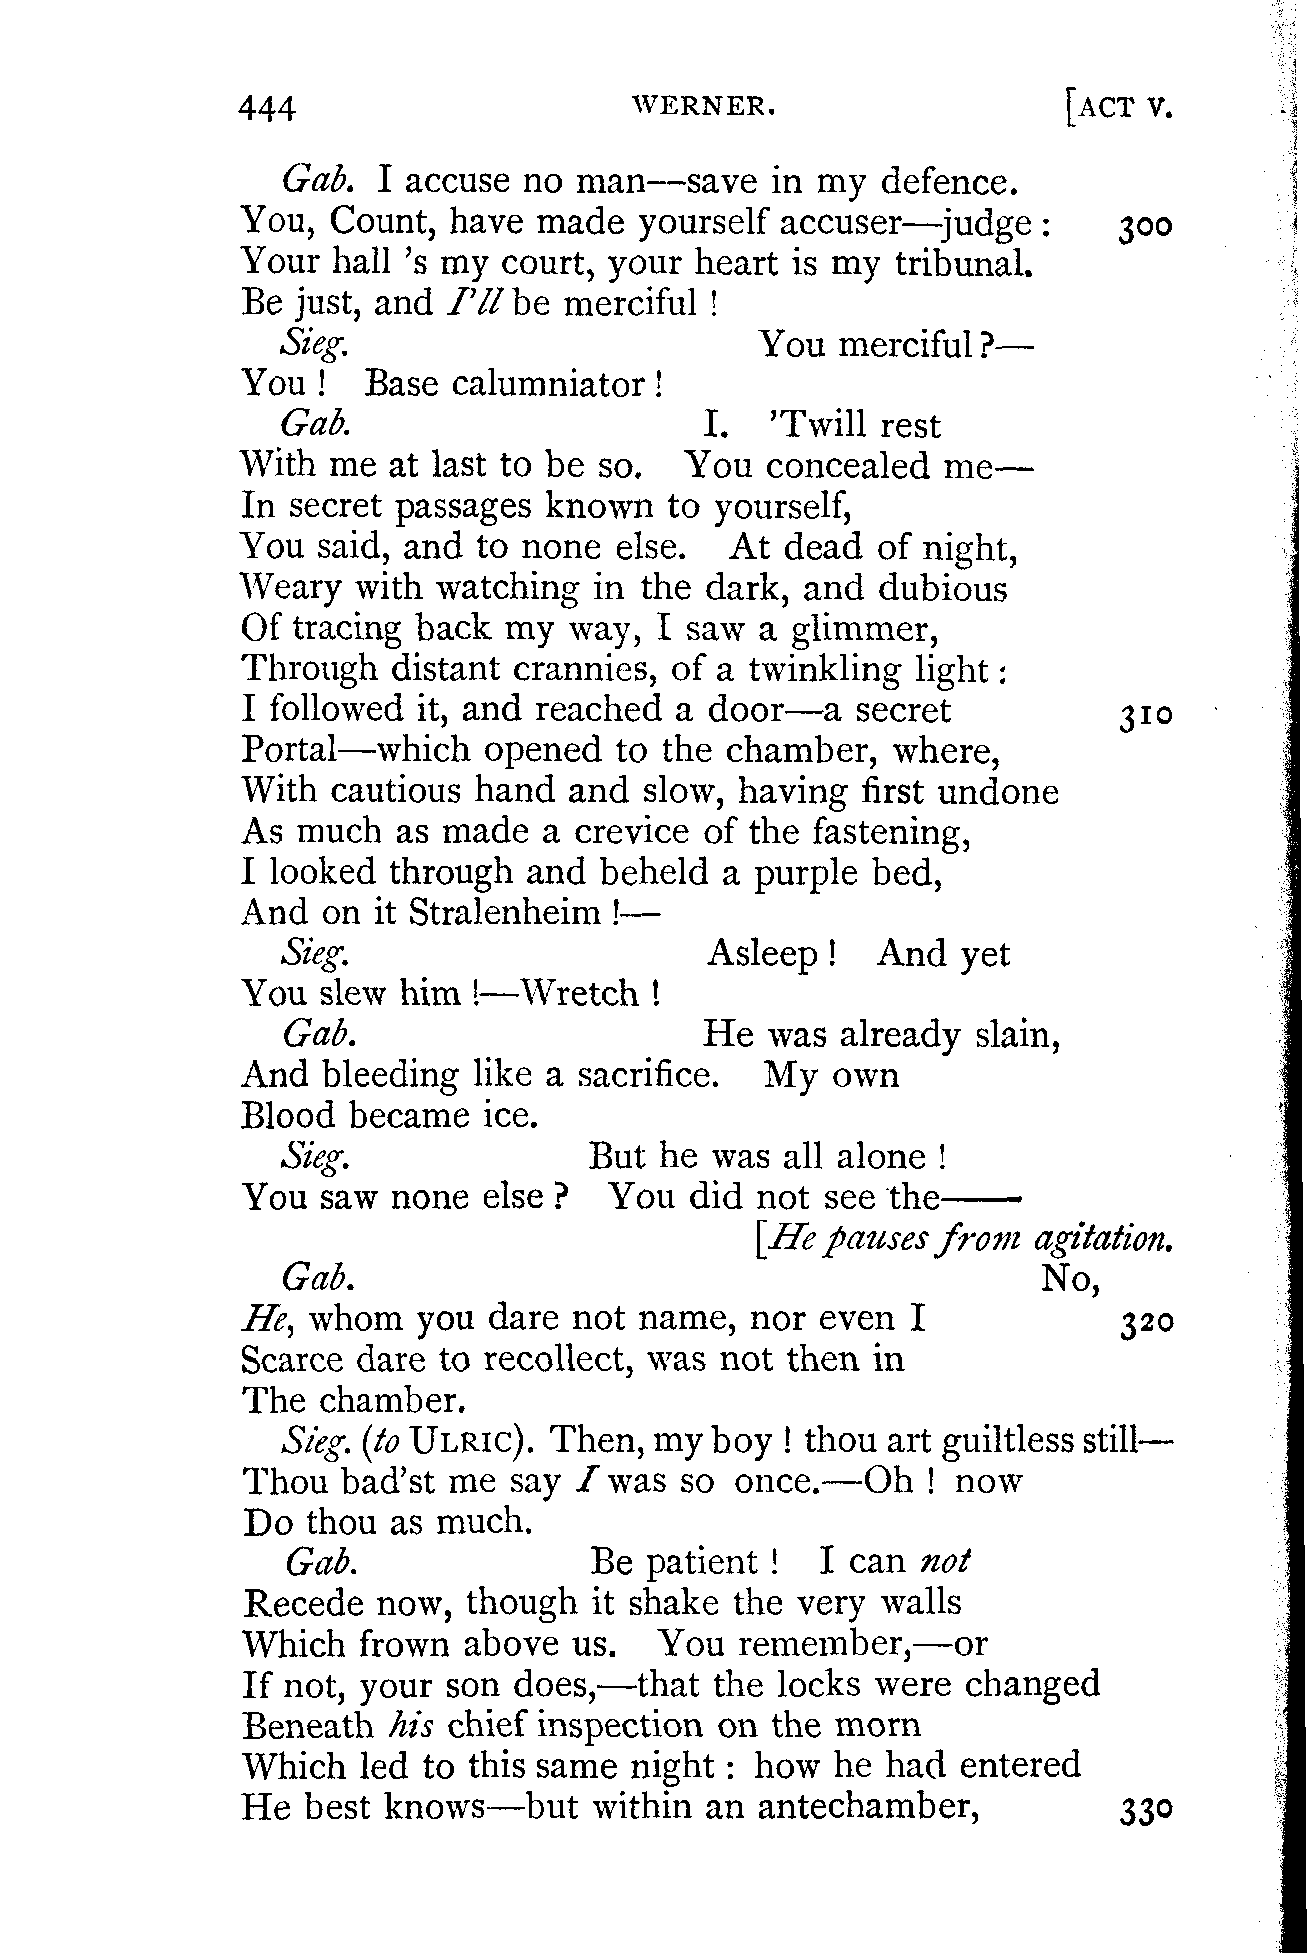 444 WERNER. [ACT V.
Gab. I accuse no man—save in my defence.
You, Count, have made yourself accuser—judge : 300
Your hall 's my court, your heart is my tribunal.
Be just, and I'll be merciful !
Sieg. You merciful ?—
You ! Base calumniator !
Gab. I. 'Twill rest
With me at last to be so. You concealed me—
In secret passages known to yourself,
You said, and to none else. At dead of night,
Weary with watching in the dark, and dubious
Of tracing back my way, I saw a glimmer,
Through distant crannies, of a twinkling light :
I followed it, and reached a door—a secret 310
Portal—which opened to the chamber, where,
With cautious hand and slow, having first undone
As much as made a crevice of the fastening,
I looked through and beheld a purple bed,
And on it Stralenheim !—
Sieg. Asleep ! And yet
You slew him !—Wretch !
Gab. He was already slain,
And bleeding like a sacrifice. My own
Blood became ice.
Sieg. But he was all alone !
You saw none else ? You did not see the——
[He pauses from agitation.
Gab. No,
He, whom you dare not name, nor even I 320
Scarce dare to recollect, was not then in
The chamber.
Sieg. (to ULRIC). Then, my boy ! thou art guiltless still—
Thou bad'st me say I was so once.—Oh ! now
Do thou as much.
Gab. Be patient ! I can not
Recede now, though it shake the very walls
Which frown above us. You remember,—or
If not, your son does,—that the locks were changed
Beneath his chief inspection on the morn
Which led to this same night : how he had entered
He best knows—but within an antechamber, 330